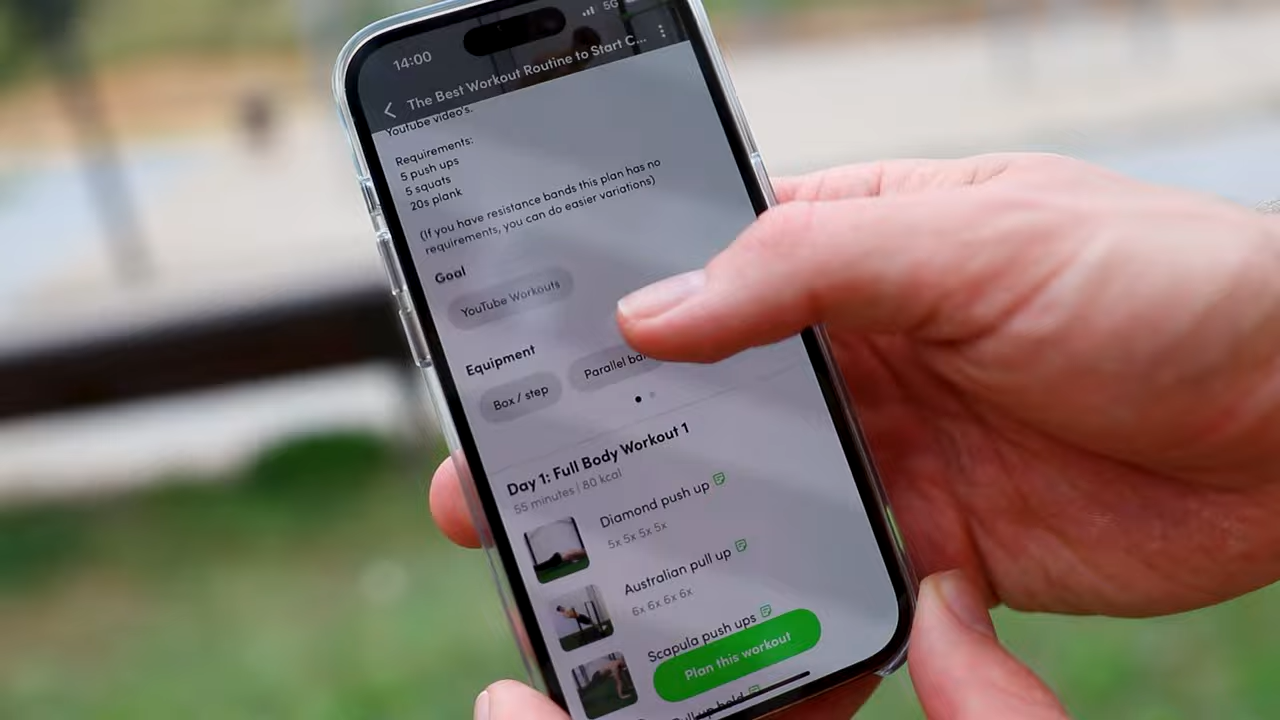 14:00
5G
The Best Workout Routine to Start C...
Youtube video's.
Requirements:
5 push ups
5 squats
20s plank
(If you have resistance bands this plan has no
requirements, you can do easier variations)
Goal
YouTube Workouts
Equipment
Box / step
Parallel
Day 1: Full Body Workout 1
55 minutes | 80 kcal
Diamond push up
5x 5x 5x 5x
Australian pull up
6x 6x 6x 6x
Scapula push ups
Plan this workout
hold